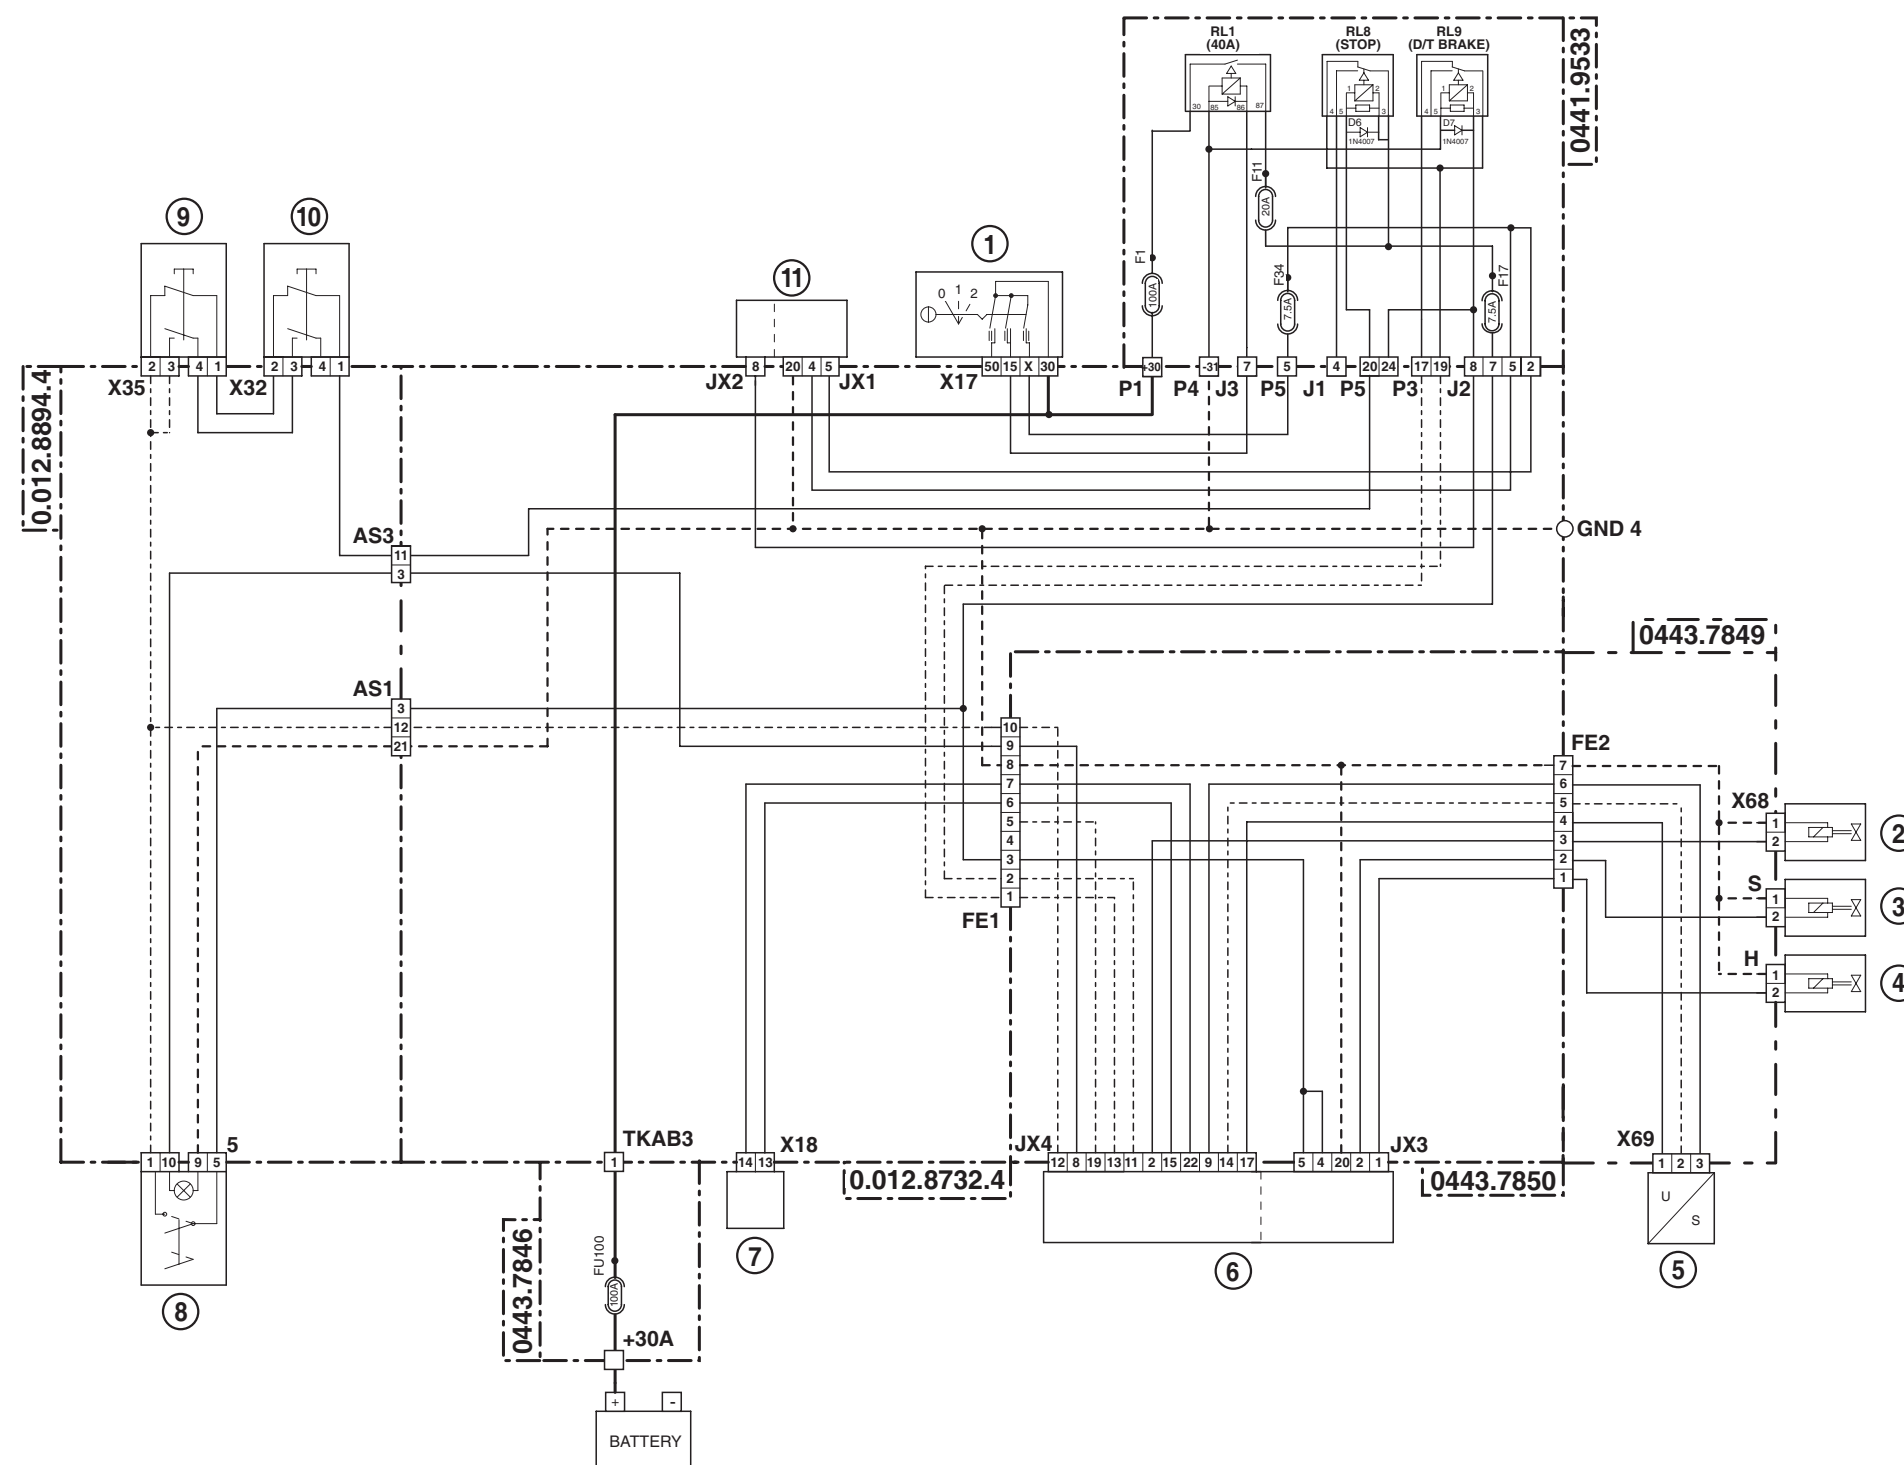 RL1
(40A)
RL8
(STOP)
RL9
(D/T BRAKE)
0441.9533
30 85 86 87
1 2
4 5 3
D6
1N4007
1 2
4 5 3
D7
1N4007
F11
20A
F1
100A
F34
7.5A
F17
7.5A
9
10
11
1
0 1 2
2 3 4 1
2 3 4 1
8 20 4 5
50 15 X 30
+30 -31 7 5 4 20 24 17 19 8 7 5 2
X35 X32 JX2 JX1 X17 P1 P4 J3 P5 J1 P5 P3 J2
0.012.8894.4
GND 4
AS3
11
3
0443.7849
AS1
3
12
21
10
9
8
7
6
5
4
3
2
1
FE1
FE2
7
6
5
4
3
2
1
X68
1
2
2
S
1
2
3
H
1
2
4
5
1 10 9 5
8
TKAB3
1
X18
14 13
7
0.012.8732.4
JX4
12 8 19 13 11 2 15 22 9 14 17
5 4 20 2 1
JX3
6
0443.7850
X69
1 2 3
U
S
5
0443.7846
FU100
100A
+30A
+ -
BATTERY